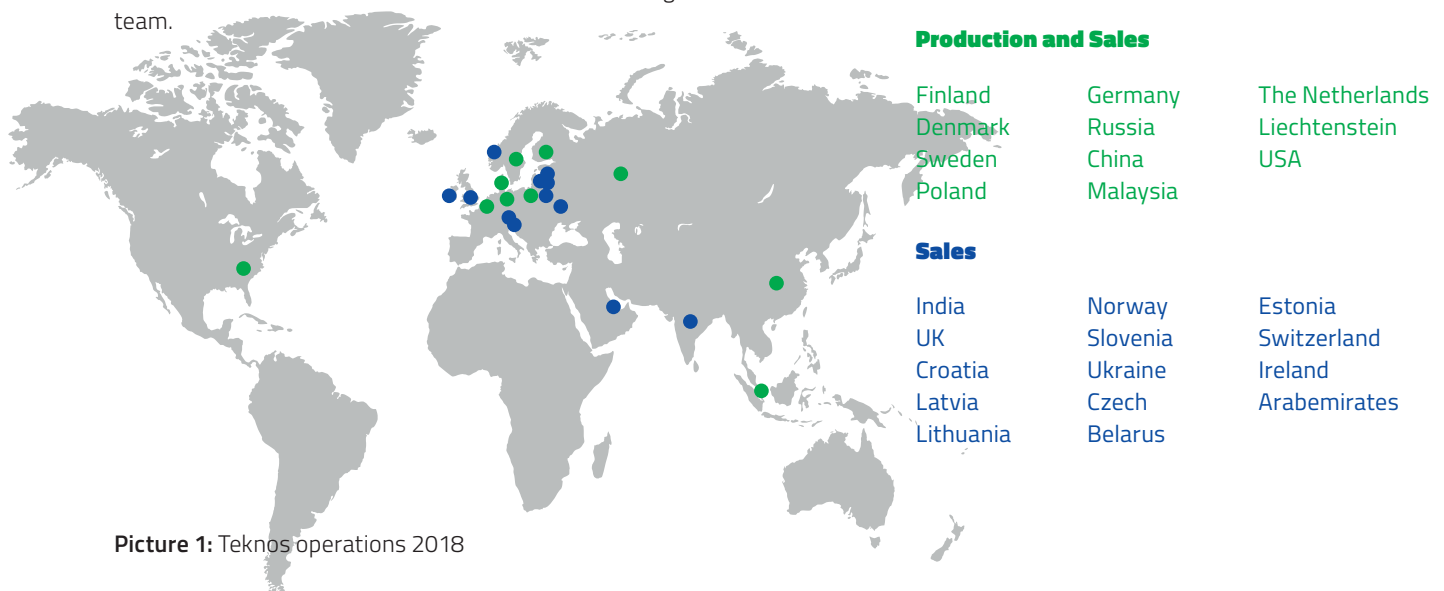 team.
Production and Sales
Finland Germany The Netherlands
Denmark Russia Liechtenstein
Sweden China USA
Poland Malaysia
Sales
India Norway Estonia
UK Slovenia Switzerland
Croatia Ukraine Ireland
Latvia Czech Arabemirates
Lithuania Belarus
Picture 1: Teknos operations 2018